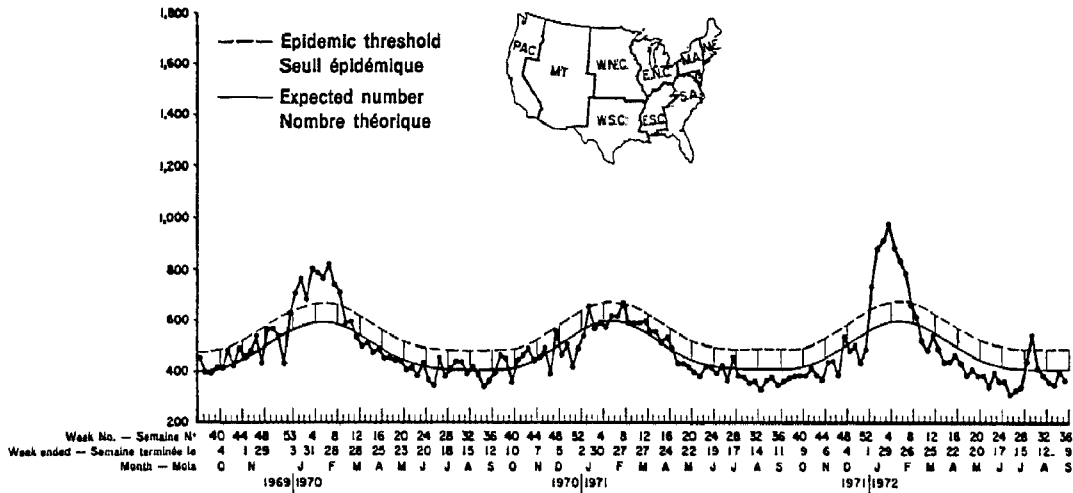 1,800
1,600
1,400
1,200
1,000
800
600
400
200
Epidemic threshold
Seuil épidémique
Expected number
Nombre théorique
PAC. MT. W.N.C. E.N.C. M.A. N.E. S.A. W.S.C. E.S.C.
Week No. — Semaine N° 40 44 48 53 4 8 12 16 20 24 28 32 36 40 44 48 52 4 8 12 16 20 24 28 32 36 40 44 48 52 4 8 12 16 20 24 28 32 36
Week ended — Semaine terminée le 4 1 29 3 31 28 28 25 23 20 18 15 12 10 7 5 2 30 27 27 24 22 19 17 14 11 9 6 4 1 29 26 25 22 20 17 15 12 9
Month — Mois O N J F M A M J J A S O N D J F M A M J J A S O N D J F M A M J J A S
1969 1970 1970 1971 1971 1972